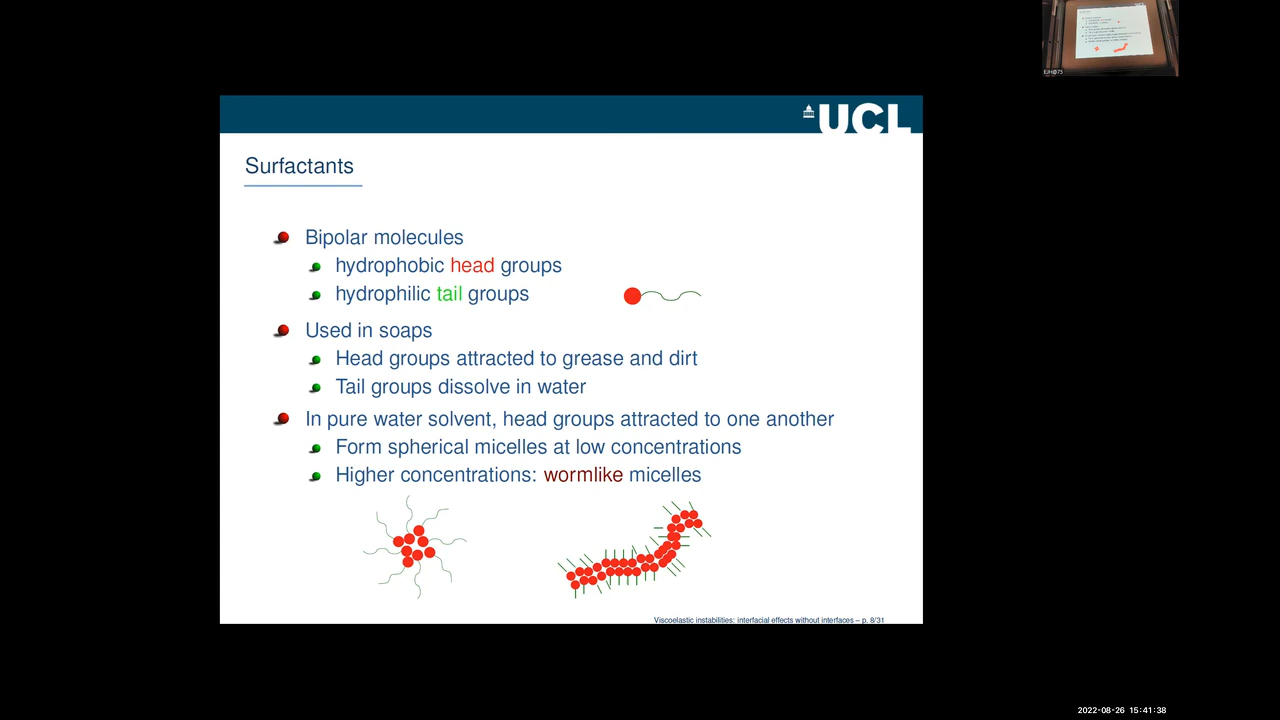 EJH@75
UCL
Surfactants
Bipolar molecules
hydrophobic head groups
hydrophilic tail groups
Used in soaps
Head groups attracted to grease and dirt
Tail groups dissolve in water
In pure water solvent, head groups attracted to one another
Form spherical micelles at low concentrations
Higher concentrations: wormlike micelles
Viscoelastic instabilities: interfacial effects without interfaces – p. 8/31
2022-08-26 15:41:38